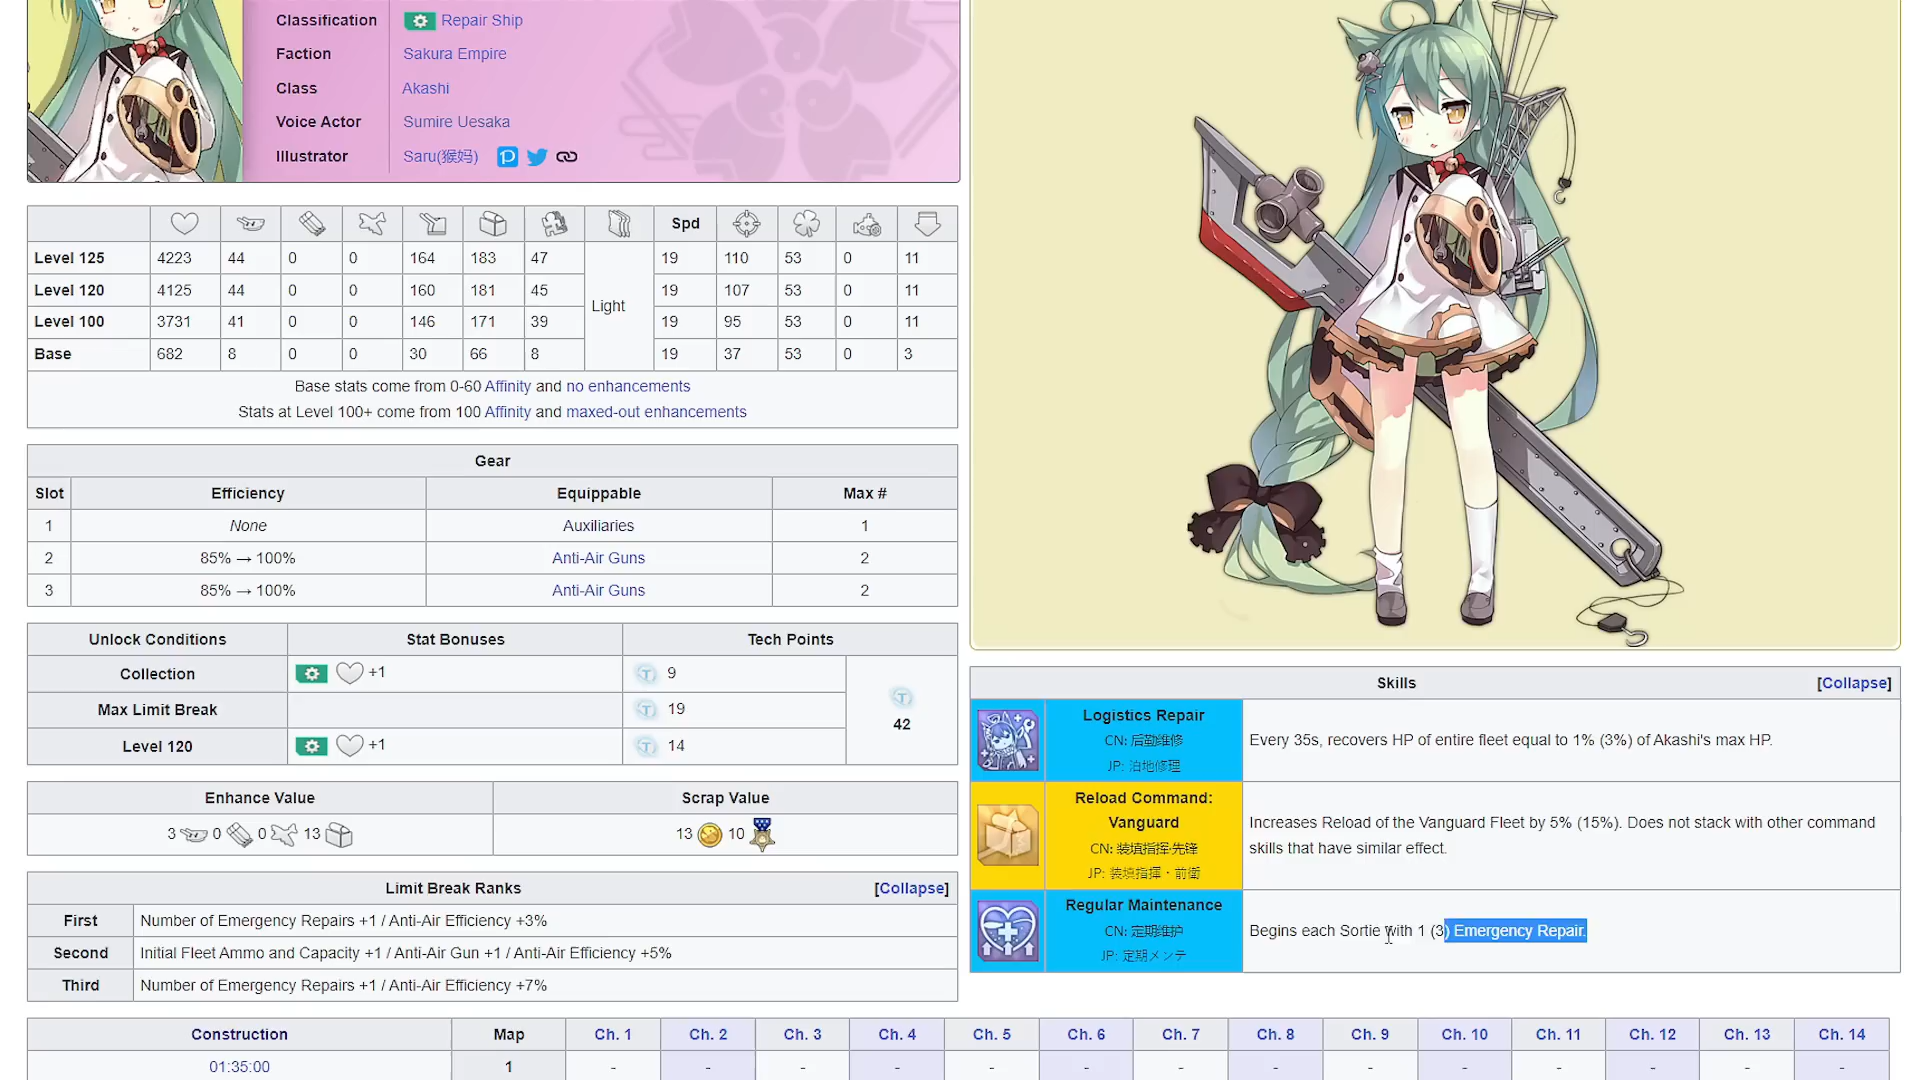 Classification Repair Ship
Faction Sakura Empire
Class Akashi
Voice Actor Sumire Uesaka
Illustrator Saru(猴妈)
Spd
Level 125 4223 44 0 0 164 183 47 19 110 53 0 11
Level 120 4125 44 0 0 160 181 45 19 107 53 0 11
Light
Level 100 3731 41 0 0 146 171 39 19 95 53 0 11
Base 682 8 0 0 30 66 8 19 37 53 0 3
Base stats come from 0-60 Affinity and no enhancements
Stats at Level 100+ come from 100 Affinity and maxed-out enhancements
Gear
Slot Efficiency Equippable Max #
1 None Auxiliaries 1
2 85% → 100% Anti-Air Guns 2
3 85% → 100% Anti-Air Guns 2
Unlock Conditions Stat Bonuses Tech Points
Collection +1 T 9
Max Limit Break T 19
T
42
Level 120 +1 T 14
Enhance Value Scrap Value
3 0 0 13 13 10
Limit Break Ranks [Collapse]
First Number of Emergency Repairs +1 / Anti-Air Efficiency +3%
Second Initial Fleet Ammo and Capacity +1 / Anti-Air Gun +1 / Anti-Air Efficiency +5%
Third Number of Emergency Repairs +1 / Anti-Air Efficiency +7%
Skills [Collapse]
Logistics Repair
CN: 后勤维修
JP: 泊地修理
Every 35s, recovers HP of entire fleet equal to 1% (3%) of Akashi's max HP.
Reload Command:
Vanguard
CN: 装填指挥·先锋
JP: 装填指揮・前衛
Increases Reload of the Vanguard Fleet by 5% (15%). Does not stack with other command
skills that have similar effect.
Regular Maintenance
CN: 定期维护
JP: 定期メンテ
Begins each Sortie with 1 (3) Emergency Repair.
Construction Map Ch. 1 Ch. 2 Ch. 3 Ch. 4 Ch. 5 Ch. 6 Ch. 7 Ch. 8 Ch. 9 Ch. 10 Ch. 11 Ch. 12 Ch. 13 Ch. 14
01:35:00 1 - - - - - - - - - - - - - -